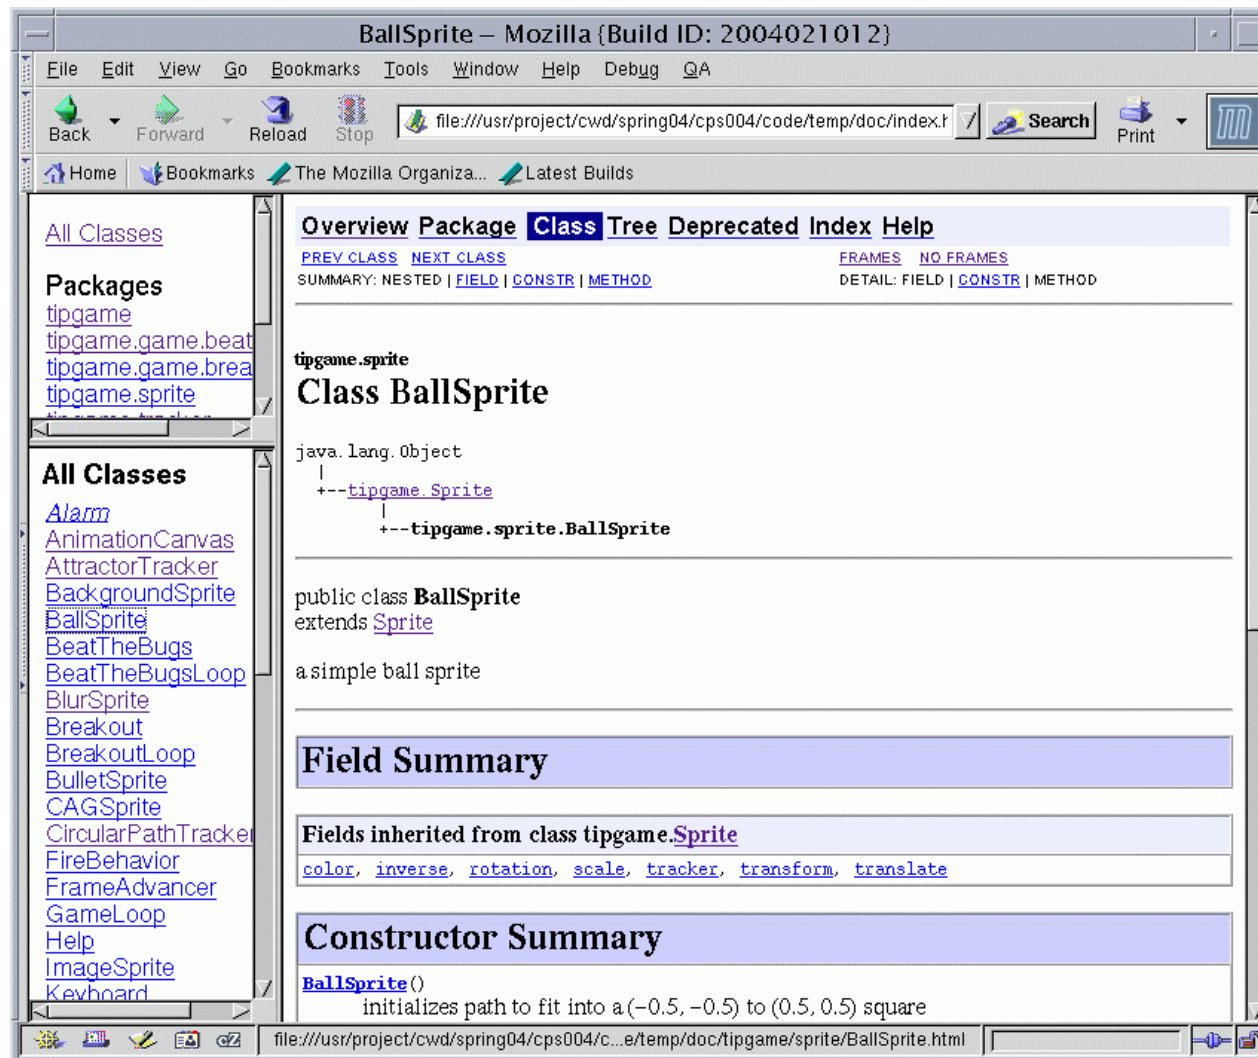 BallSprite – Mozilla {Build ID: 2004021012}
File Edit View Go Bookmarks Tools Window Help Debug QA
Back Forward Reload Stop file:///usr/project/cwd/spring04/cps004/code/temp/doc/index.h Search Print
Home Bookmarks The Mozilla Organiza... Latest Builds
All Classes
Packages
tipgame
tipgame.game.beat
tipgame.game.brea
tipgame.sprite
tipgame.tracker
All Classes
Alarm
AnimationCanvas
AttractorTracker
BackgroundSprite
BallSprite
BeatTheBugs
BeatTheBugsLoop
BlurSprite
Breakout
BreakoutLoop
BulletSprite
CAGSprite
CircularPathTracker
FireBehavior
FrameAdvancer
GameLoop
Help
ImageSprite
Keyboard
Overview Package Class Tree Deprecated Index Help
PREV CLASS NEXT CLASS FRAMES NO FRAMES
SUMMARY: NESTED | FIELD | CONSTR | METHOD DETAIL: FIELD | CONSTR | METHOD
tipgame.sprite
Class BallSprite
java.lang.Object
|
+--tipgame.Sprite
|
+--tipgame.sprite.BallSprite
public class BallSprite
extends Sprite
a simple ball sprite
Field Summary
Fields inherited from class tipgame.Sprite
color, inverse, rotation, scale, tracker, transform, translate
Constructor Summary
BallSprite()
initializes path to fit into a (−0.5, −0.5) to (0.5, 0.5) square
file:///usr/project/cwd/spring04/cps004/c...e/temp/doc/tipgame/sprite/BallSprite.html